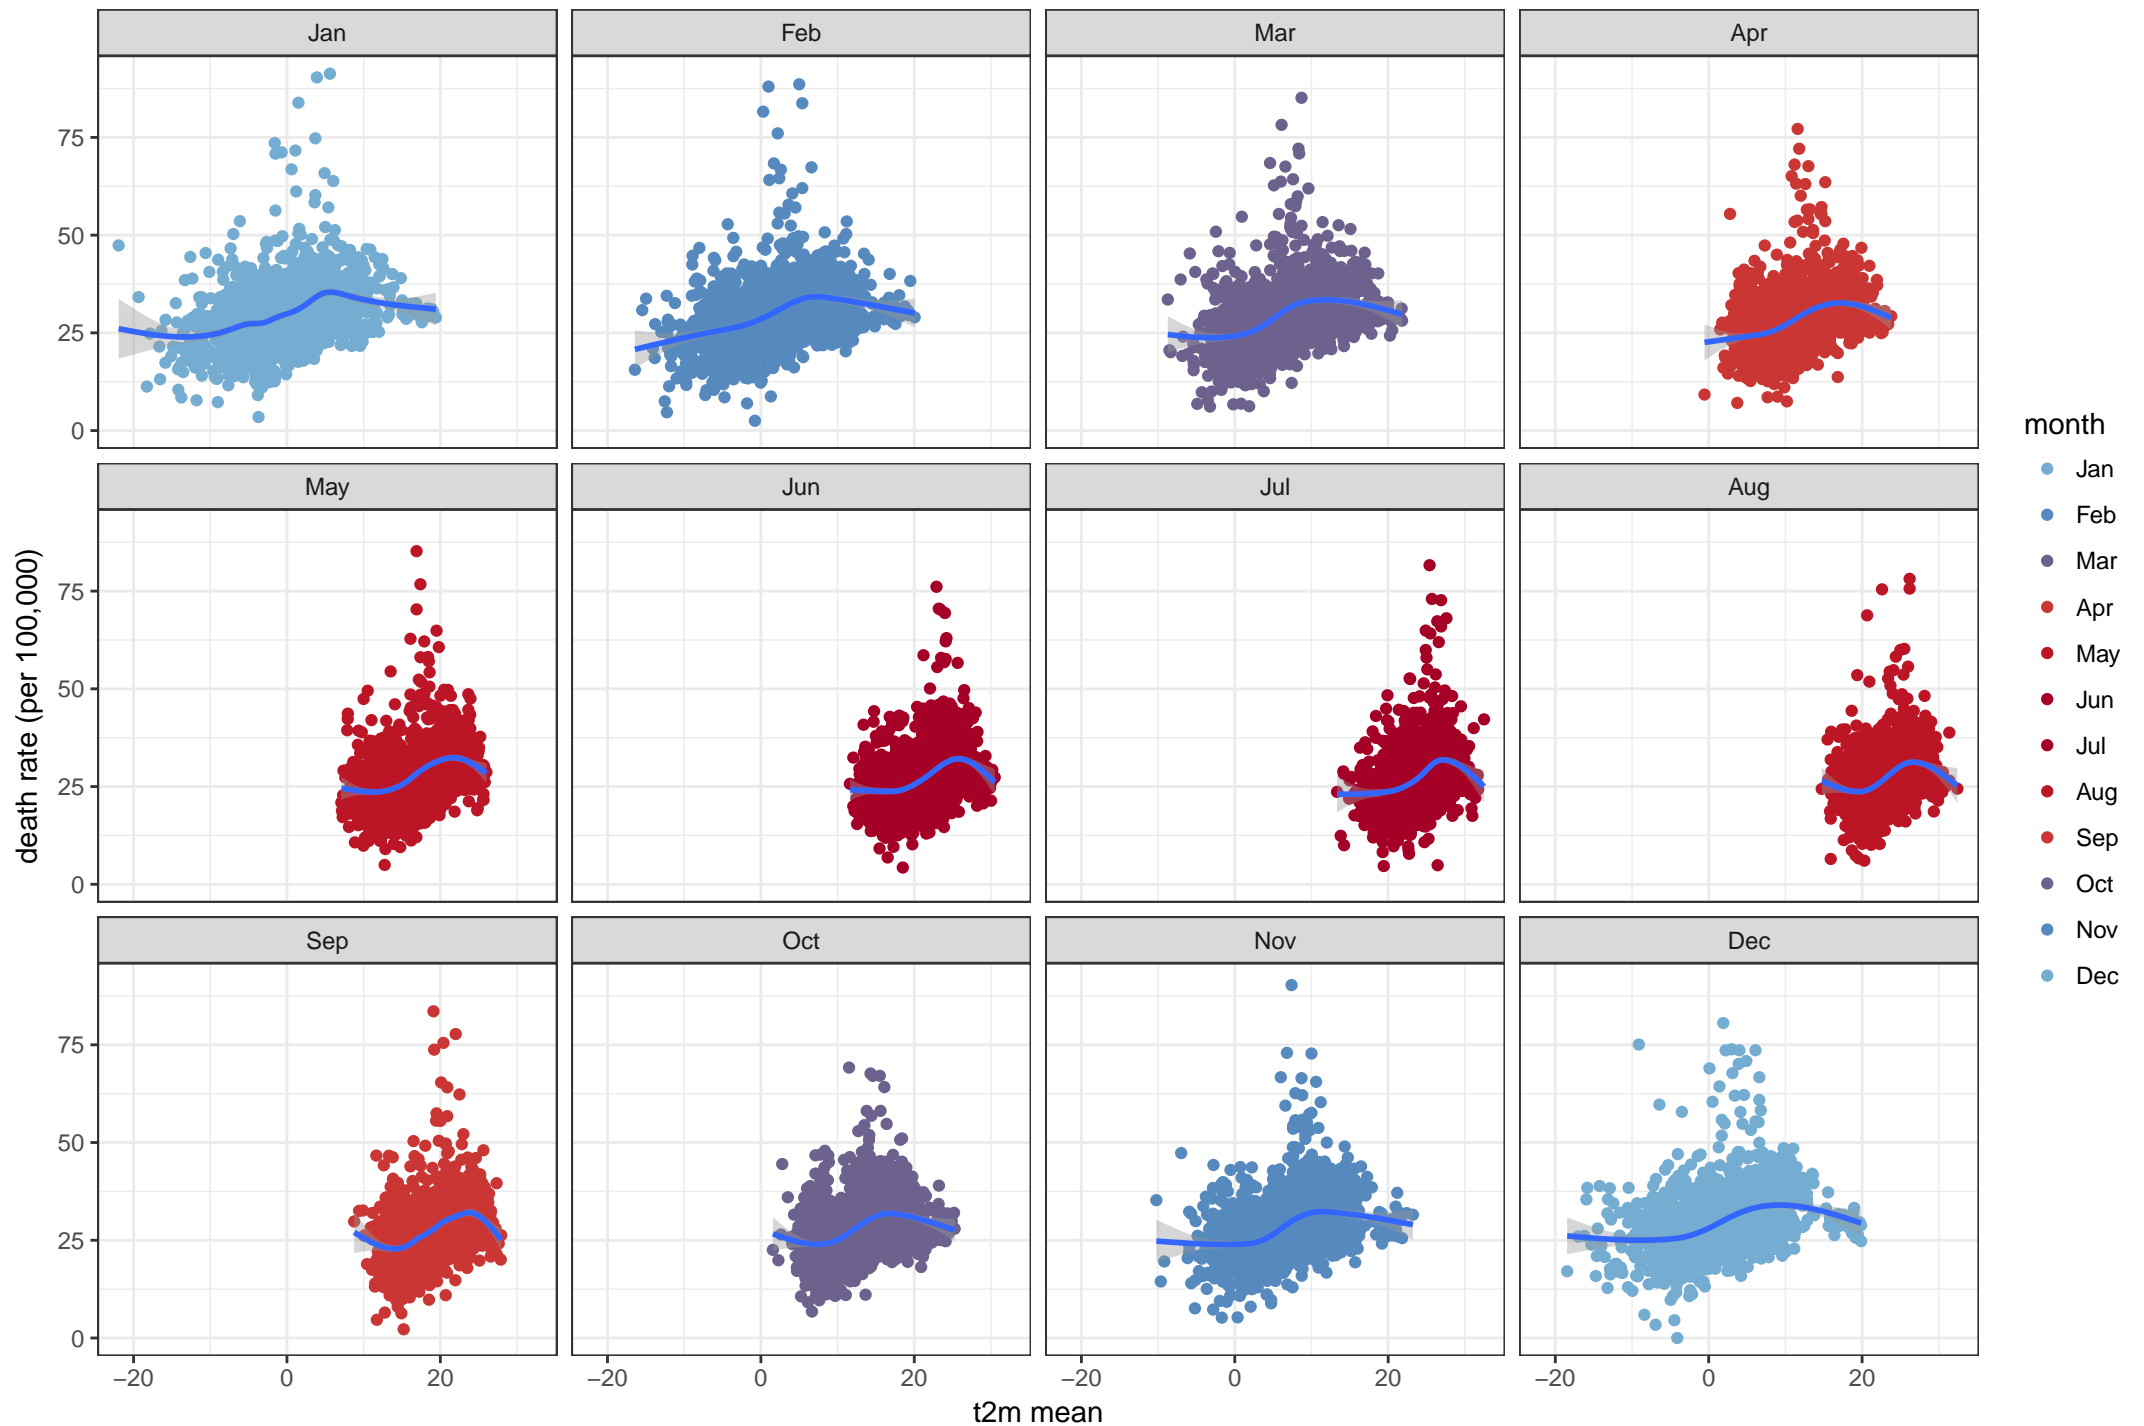 Jan Feb Mar Apr
75
50
25
0
May Jun Jul Aug
75
50
25
0
Sep Oct Nov Dec
75
50
25
0
−20 0 20 −20 0 20 −20 0 20 −20 0 20
t2m mean
death rate (per 100,000)
month
Jan
Feb
Mar
Apr
May
Jun
Jul
Aug
Sep
Oct
Nov
Dec